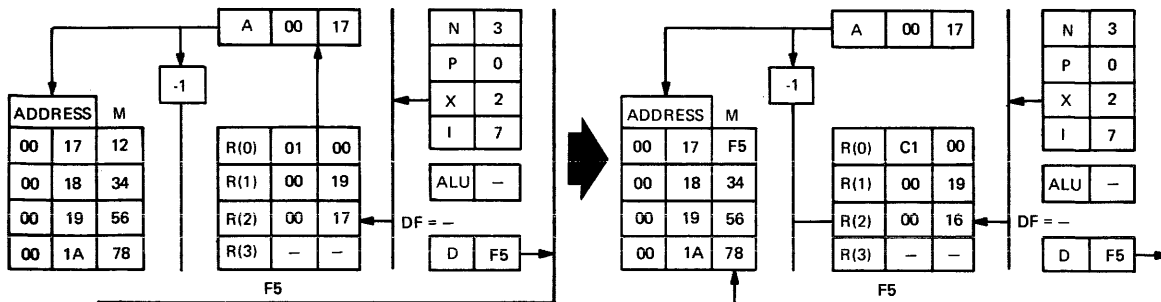 A 00 17
-1
ADDRESS M
00 17 12
00 18 34
00 19 56
00 1A 78
R(0) 01 00
R(1) 00 19
R(2) 00 17
R(3) – –
N 3
P 0
X 2
I 7
ALU –
DF = –
D F5
F5
A 00 17
-1
ADDRESS M
00 17 F5
00 18 34
00 19 56
00 1A 78
R(0) C1 00
R(1) 00 19
R(2) 00 16
R(3) – –
N 3
P 0
X 2
I 7
ALU –
DF = –
D F5
F5